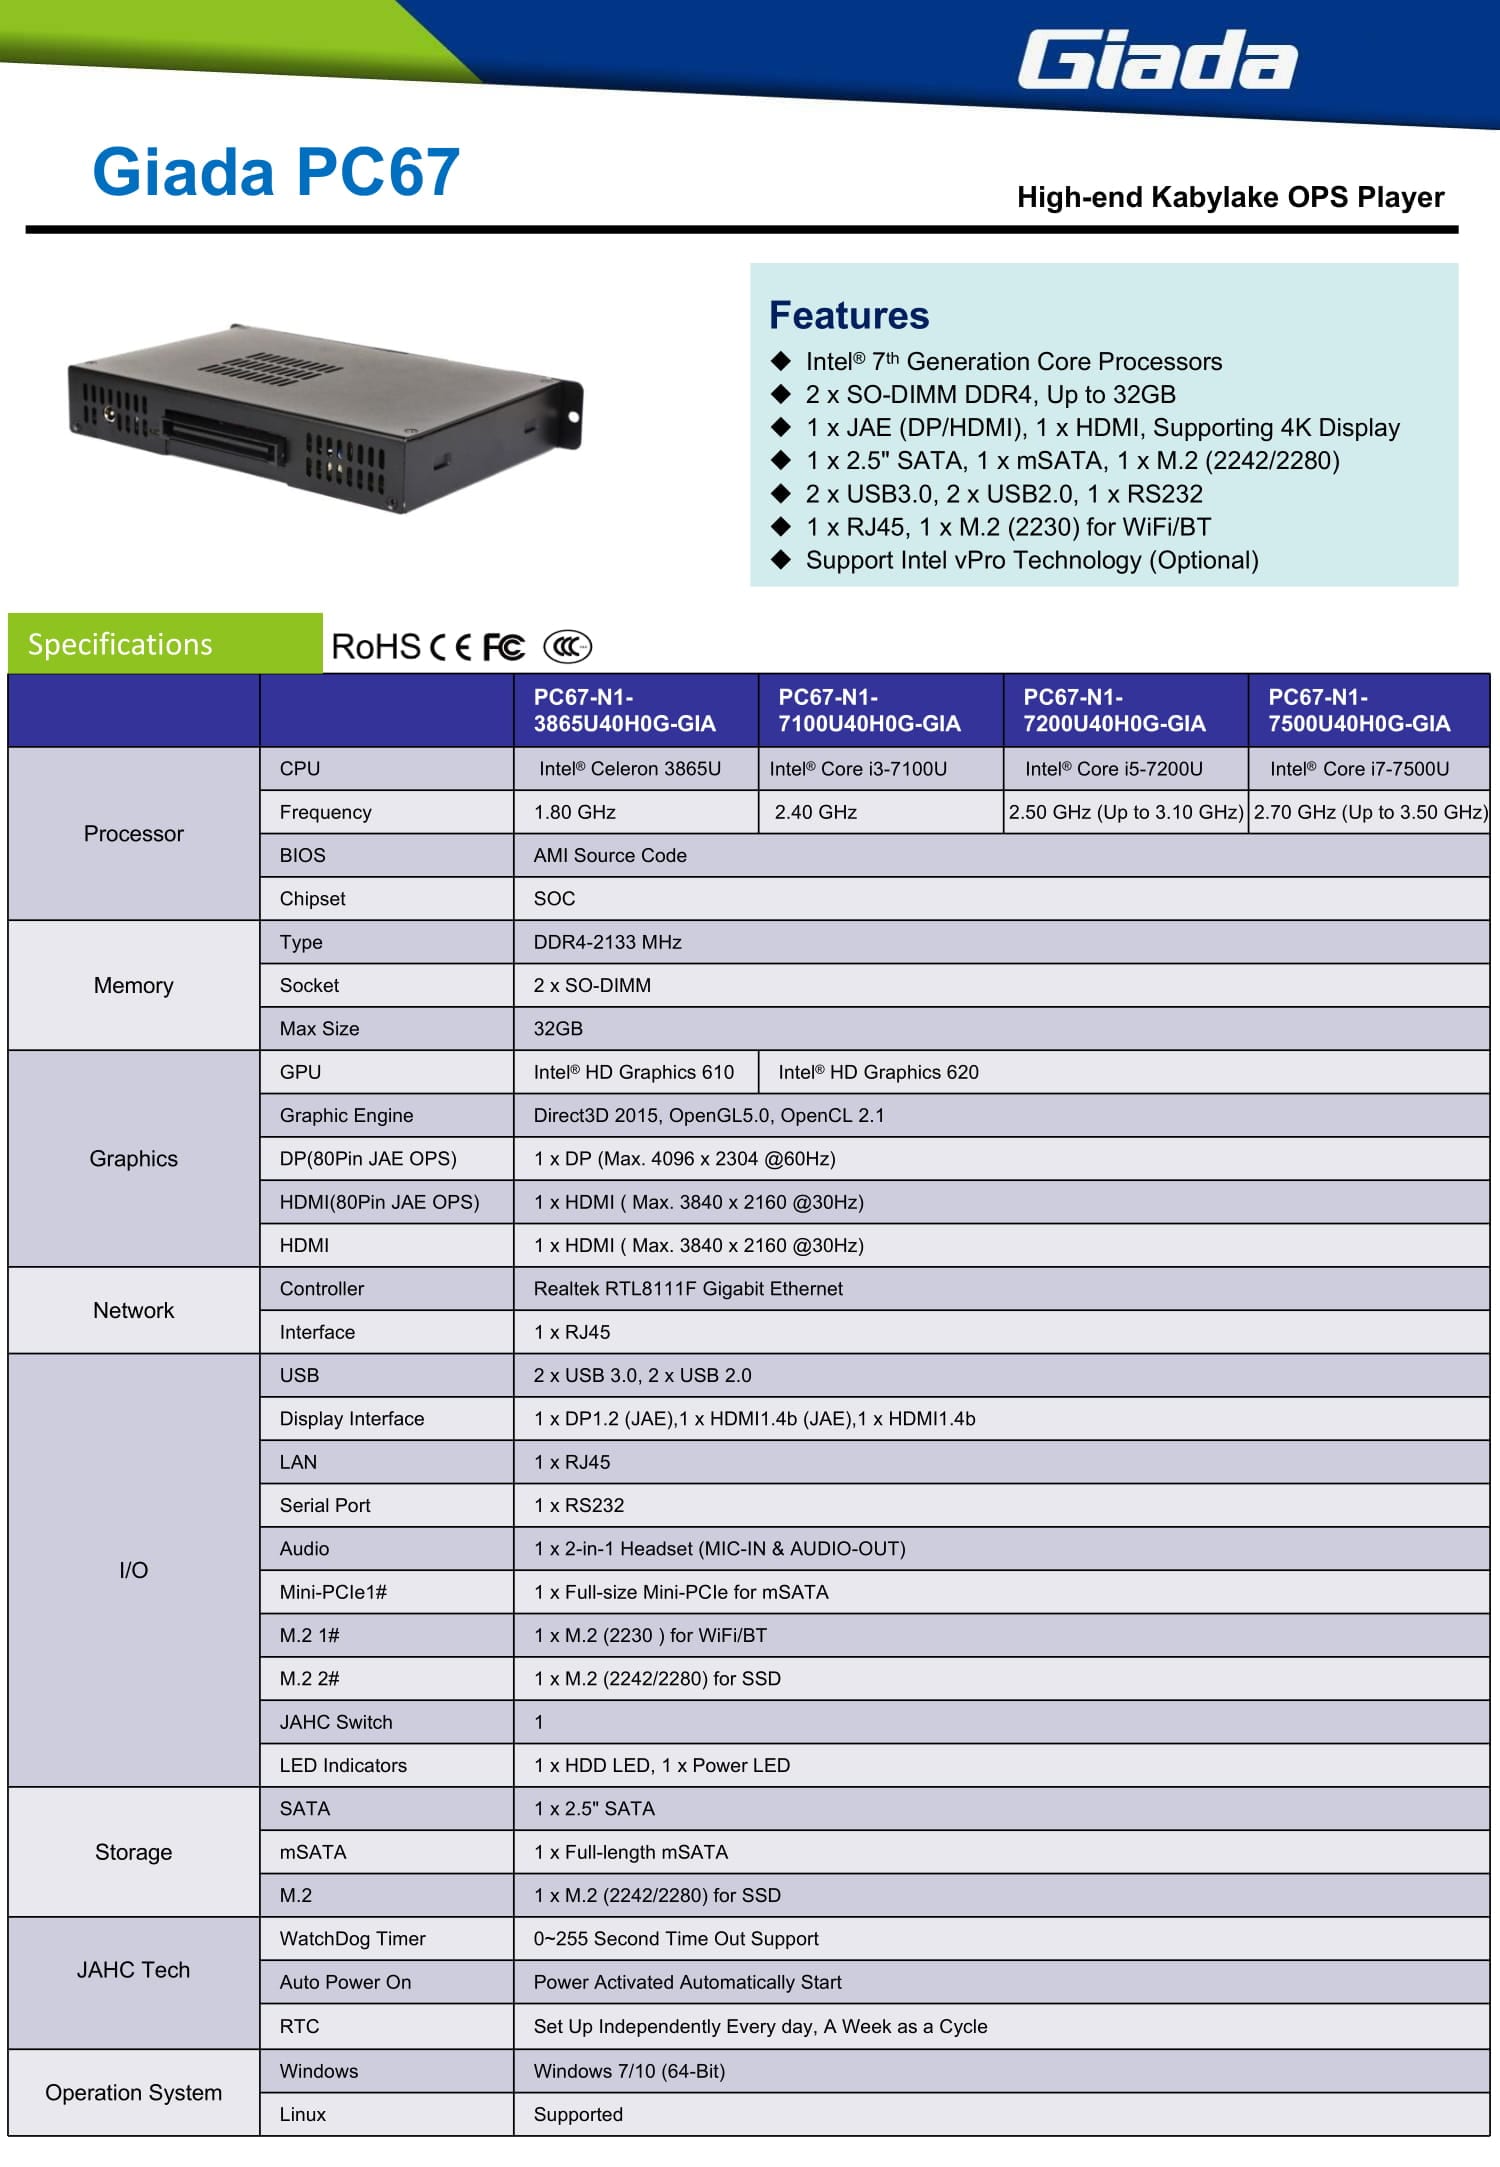 Giada
Giada PC67
High-end Kabylake OPS Player
Features
◆ Intel® 7th Generation Core Processors
◆ 2 x SO-DIMM DDR4, Up to 32GB
◆ 1 x JAE (DP/HDMI), 1 x HDMI, Supporting 4K Display
◆ 1 x 2.5" SATA, 1 x mSATA, 1 x M.2 (2242/2280)
◆ 2 x USB3.0, 2 x USB2.0, 1 x RS232
◆ 1 x RJ45, 1 x M.2 (2230) for WiFi/BT
◆ Support Intel vPro Technology (Optional)
Specifications RoHS CE FC CCC
PC67-N1-3865U40H0G-GIA PC67-N1-7100U40H0G-GIA PC67-N1-7200U40H0G-GIA PC67-N1-7500U40H0G-GIA
Processor
CPU Intel® Celeron 3865U Intel® Core i3-7100U Intel® Core i5-7200U Intel® Core i7-7500U
Frequency 1.80 GHz 2.40 GHz 2.50 GHz (Up to 3.10 GHz) 2.70 GHz (Up to 3.50 GHz)
BIOS AMI Source Code
Chipset SOC
Memory
Type DDR4-2133 MHz
Socket 2 x SO-DIMM
Max Size 32GB
Graphics
GPU Intel® HD Graphics 610 Intel® HD Graphics 620
Graphic Engine Direct3D 2015, OpenGL5.0, OpenCL 2.1
DP(80Pin JAE OPS) 1 x DP (Max. 4096 x 2304 @60Hz)
HDMI(80Pin JAE OPS) 1 x HDMI ( Max. 3840 x 2160 @30Hz)
HDMI 1 x HDMI ( Max. 3840 x 2160 @30Hz)
Network
Controller Realtek RTL8111F Gigabit Ethernet
Interface 1 x RJ45
I/O
USB 2 x USB 3.0, 2 x USB 2.0
Display Interface 1 x DP1.2 (JAE),1 x HDMI1.4b (JAE),1 x HDMI1.4b
LAN 1 x RJ45
Serial Port 1 x RS232
Audio 1 x 2-in-1 Headset (MIC-IN & AUDIO-OUT)
Mini-PCIe1# 1 x Full-size Mini-PCIe for mSATA
M.2 1# 1 x M.2 (2230 ) for WiFi/BT
M.2 2# 1 x M.2 (2242/2280) for SSD
JAHC Switch 1
LED Indicators 1 x HDD LED, 1 x Power LED
Storage
SATA 1 x 2.5" SATA
mSATA 1 x Full-length mSATA
M.2 1 x M.2 (2242/2280) for SSD
JAHC Tech
WatchDog Timer 0~255 Second Time Out Support
Auto Power On Power Activated Automatically Start
RTC Set Up Independently Every day, A Week as a Cycle
Operation System
Windows Windows 7/10 (64-Bit)
Linux Supported